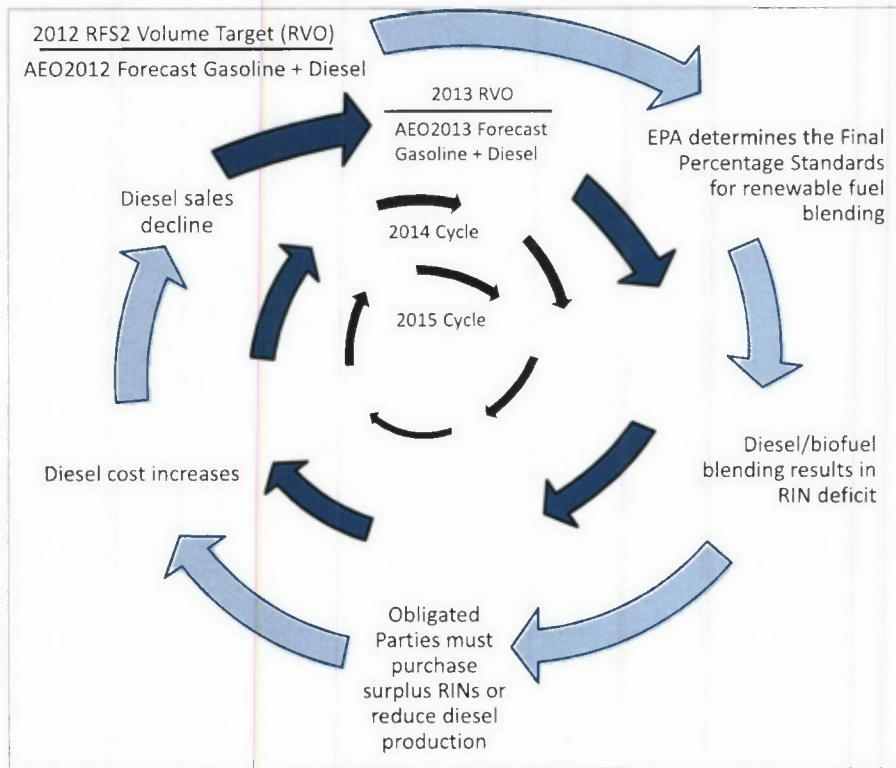 2012 RFS2 Volume Target (RVO)
AEO2012 Forecast Gasoline + Diesel
2013 RVO
AEO2013 Forecast
Gasoline + Diesel
EPA determines the Final
Percentage Standards
for renewable fuel
blending
Diesel sales
decline
2014 Cycle
2015 Cycle
Diesel/biofuel
blending results in
RIN deficit
Diesel cost increases
Obligated
Parties must
purchase
surplus RINs or
reduce diesel
production